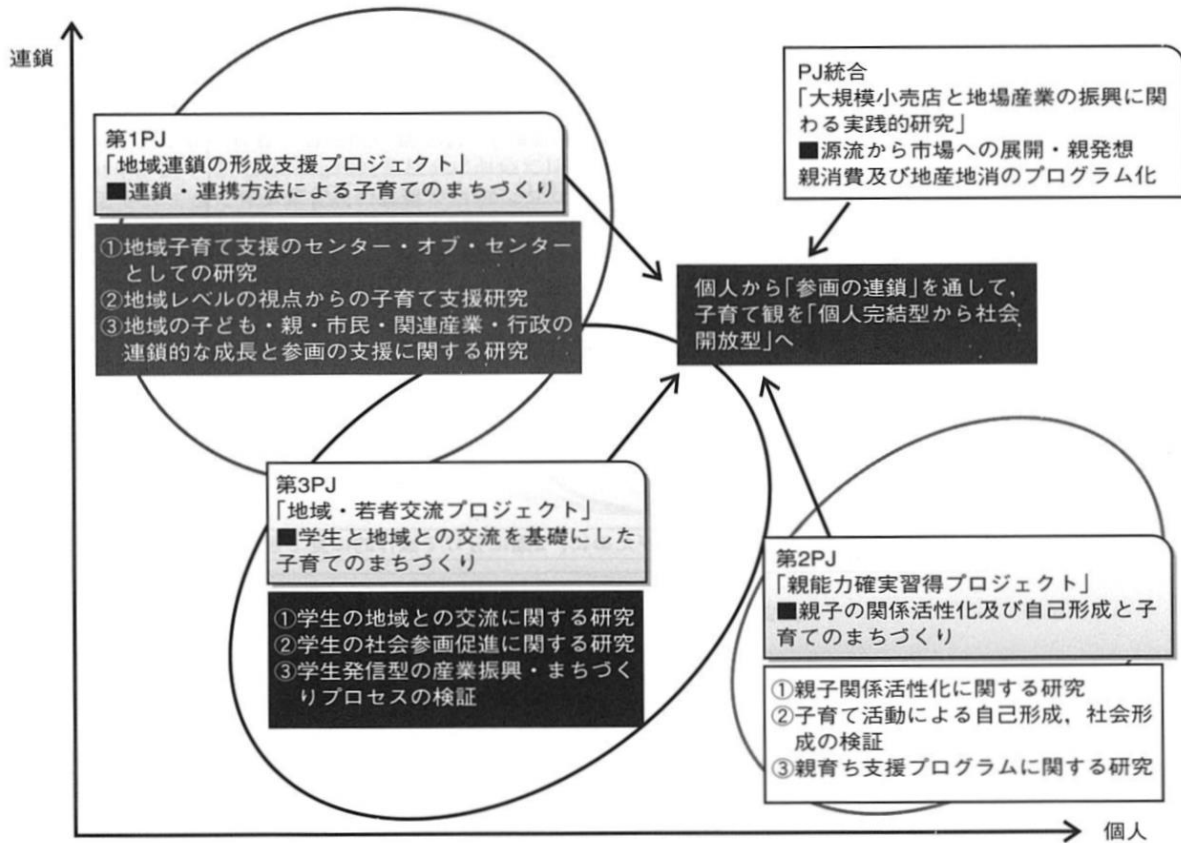 連鎖
PJ統合
「大規模小売店と地場産業の振興に関
わる実践的研究」
■源流から市場への展開・親発想
親消費及び地産地消のプログラム化
第1PJ
「地域連鎖の形成支援プロジェクト」
■連鎖・連携方法による子育てのまちづくり
①地域子育て支援のセンター・オブ・センター
としての研究
②地域レベルの視点からの子育て支援研究
③地域の子ども・親・市民・関連産業・行政の
連鎖的な成長と参画の支援に関する研究
個人から「参画の連鎖」を通して，
子育て観を「個人完結型から社会
開放型」へ
第3PJ
「地域・若者交流プロジェクト」
■学生と地域との交流を基礎にした
子育てのまちづくり
①学生の地域との交流に関する研究
②学生の社会参画促進に関する研究
③学生発信型の産業振興・まちづく
りプロセスの検証
第2PJ
「親能力確実習得プロジェクト」
■親子の関係活性化及び自己形成と子
育てのまちづくり
①親子関係活性化に関する研究
②子育て活動による自己形成，社会形
成の検証
③親育ち支援プログラムに関する研究
個人